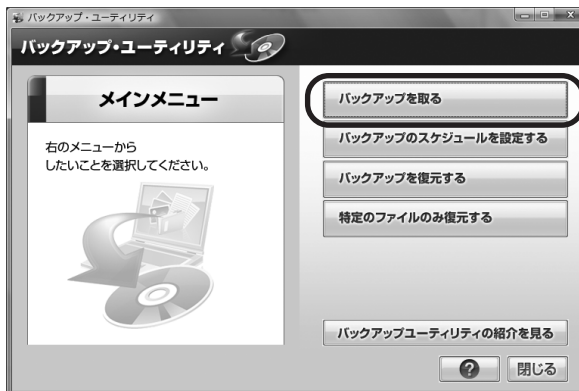 バックアップ・ユーティリティ
バックアップ・ユーティリティ
メインメニュー
右のメニューから
したいことを選択してください。
バックアップを取る
バックアップのスケジュールを設定する
バックアップを復元する
特定のファイルのみ復元する
バックアップユーティリティの紹介を見る
? 閉じる